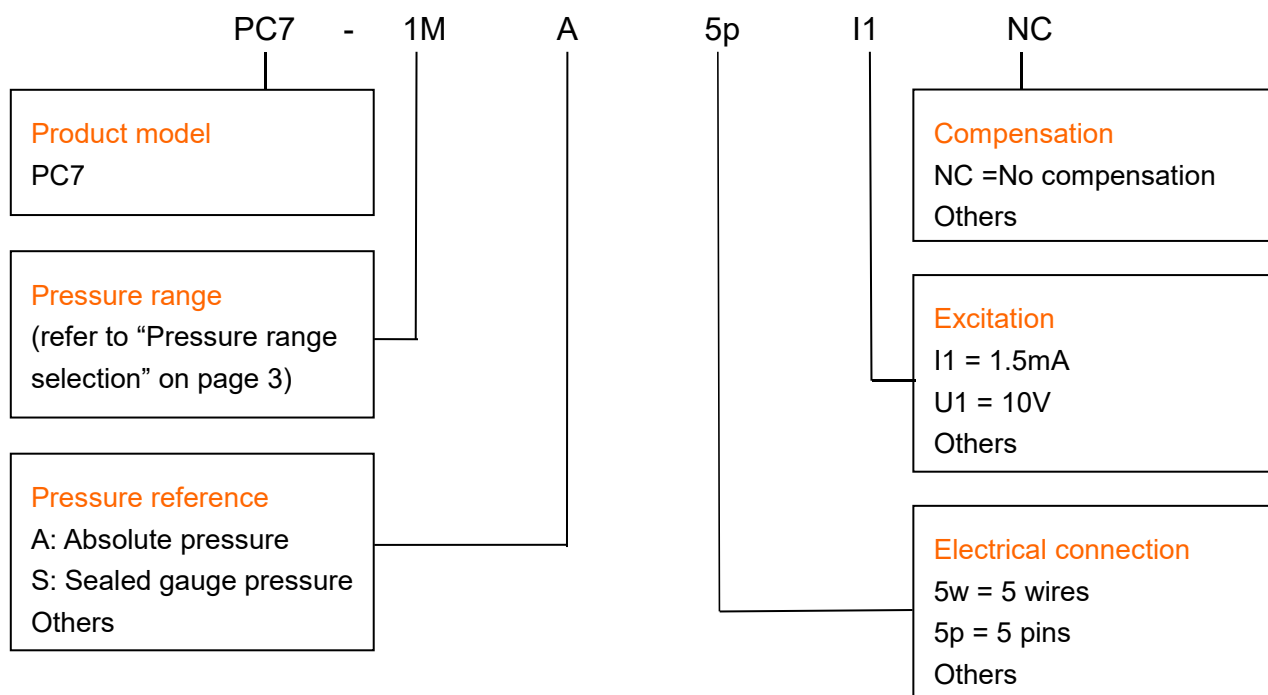 PC7 - 1M A 5p I1 NC
Product model
PC7
Pressure range
(refer to “Pressure range
selection” on page 3)
Pressure reference
A: Absolute pressure
S: Sealed gauge pressure
Others
Compensation
NC =No compensation
Others
Excitation
I1 = 1.5mA
U1 = 10V
Others
Electrical connection
5w = 5 wires
5p = 5 pins
Others